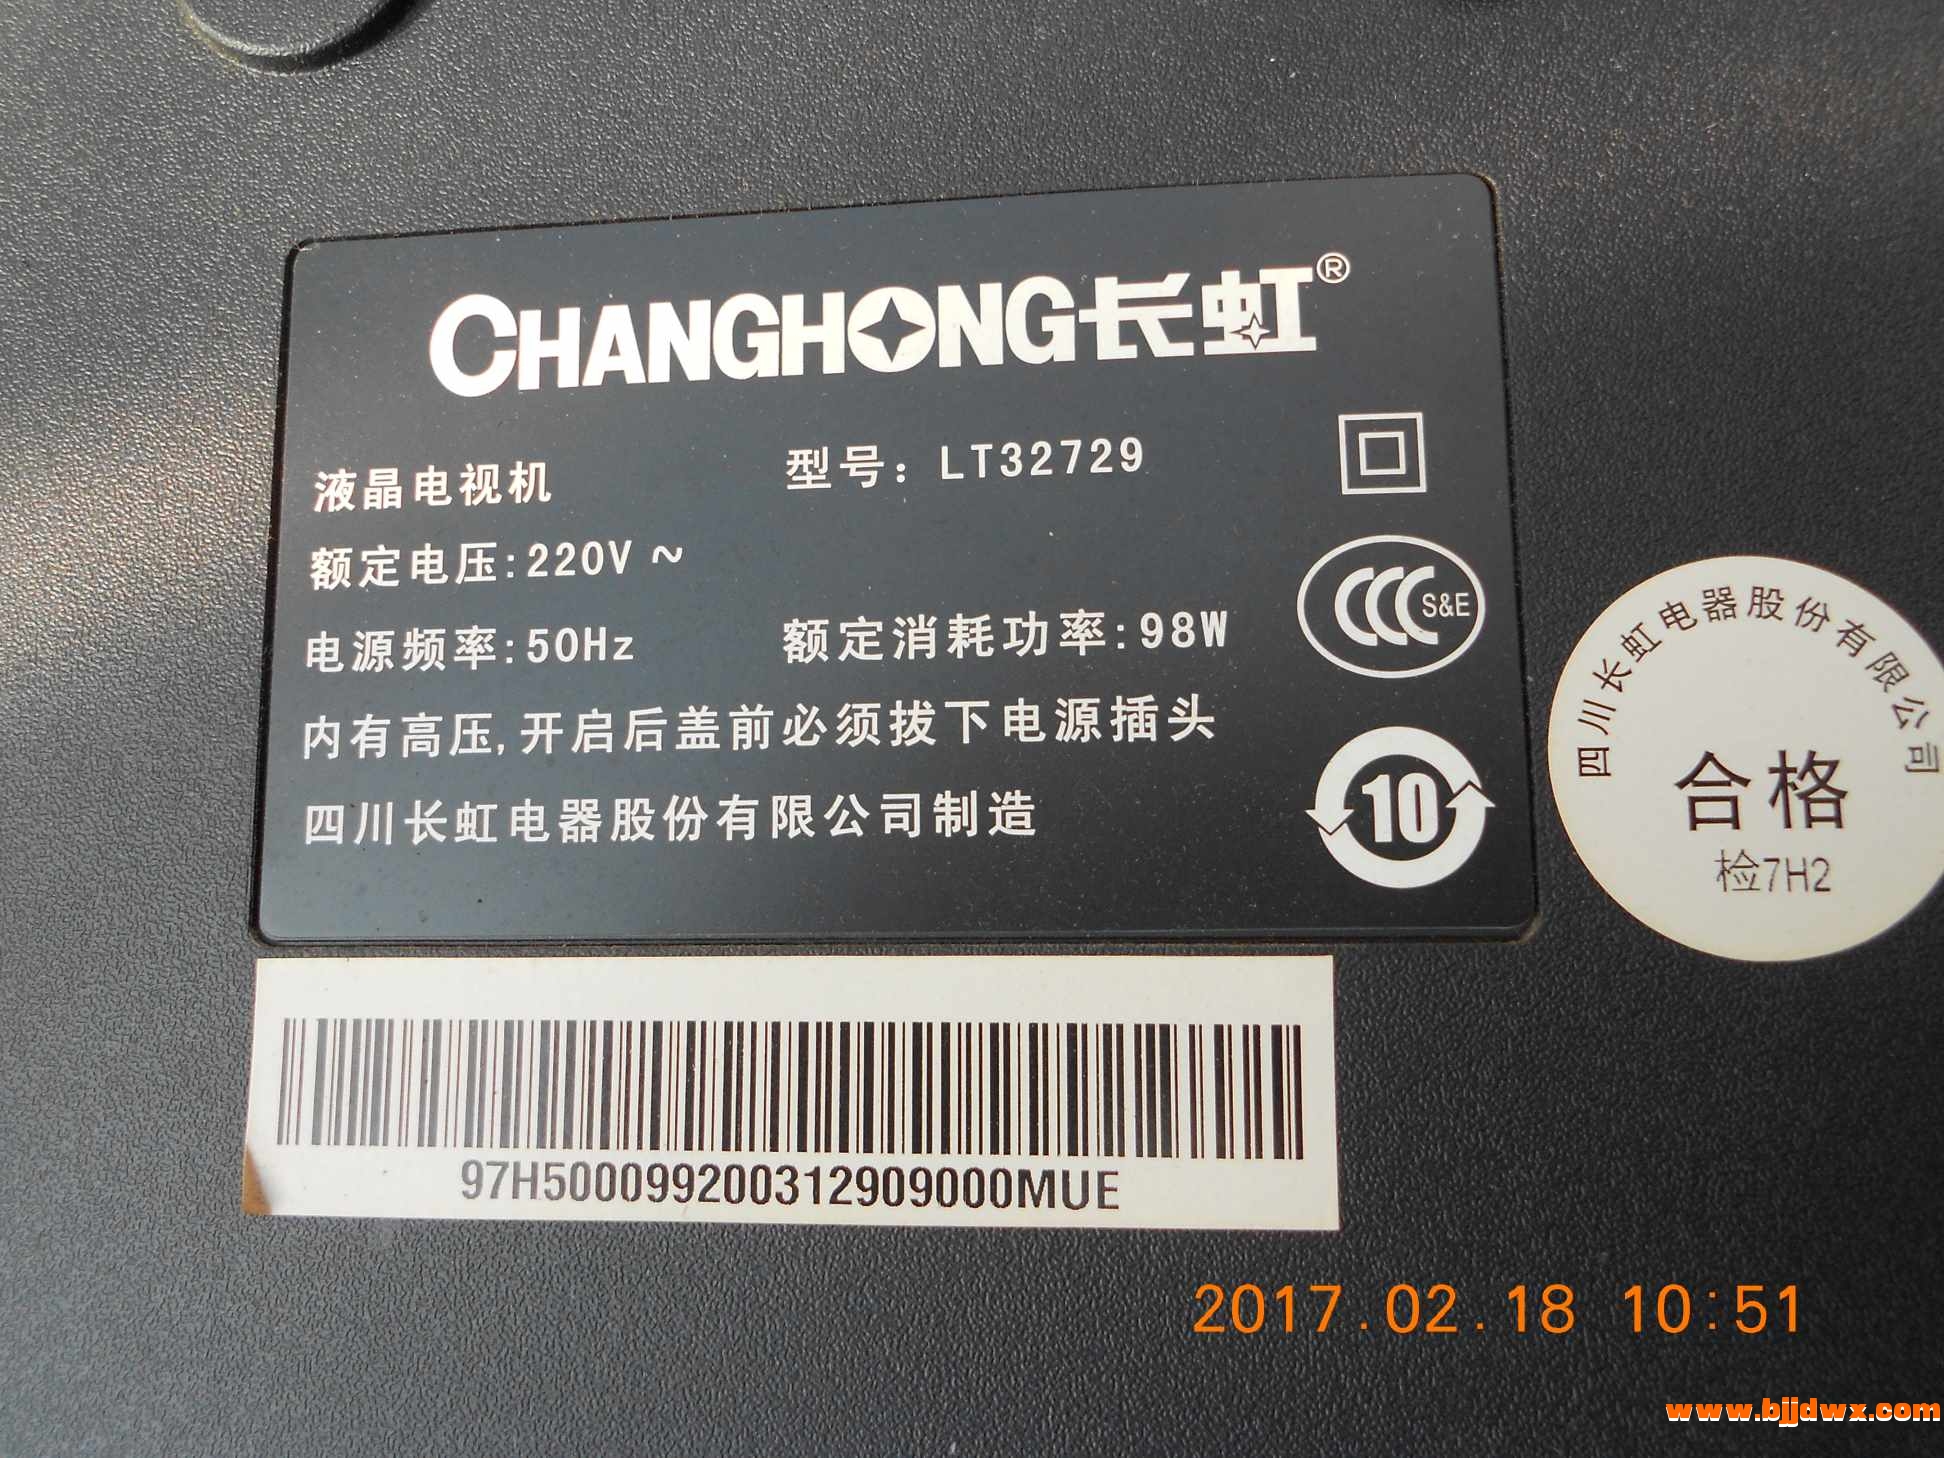 CHANGHONG长虹®
液晶电视机 型号：LT32729
额定电压:220V ~
电源频率:50Hz 额定消耗功率:98W
S&E
内有高压,开启后盖前必须拔下电源插头
四川长虹电器股份有限公司制造
10
四川长虹电器股份有限公司
合格
检7H2
97H5000992003129090​00MUE
2017.02.18 10:51
www.bjjdwx.com